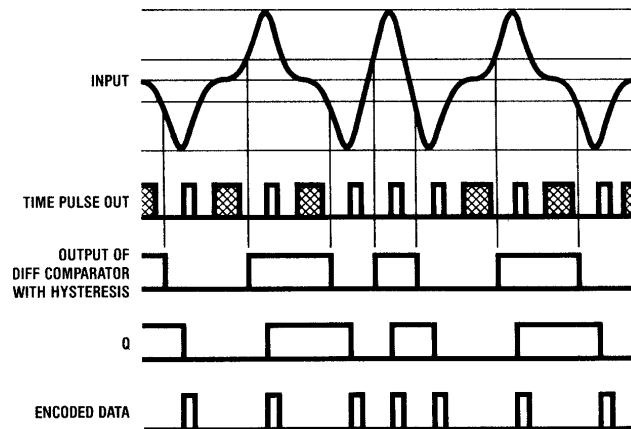 INPUT
TIME PULSE OUT
OUTPUT OF
DIFF COMPARATOR
WITH HYSTERESIS
Q
ENCODED DATA